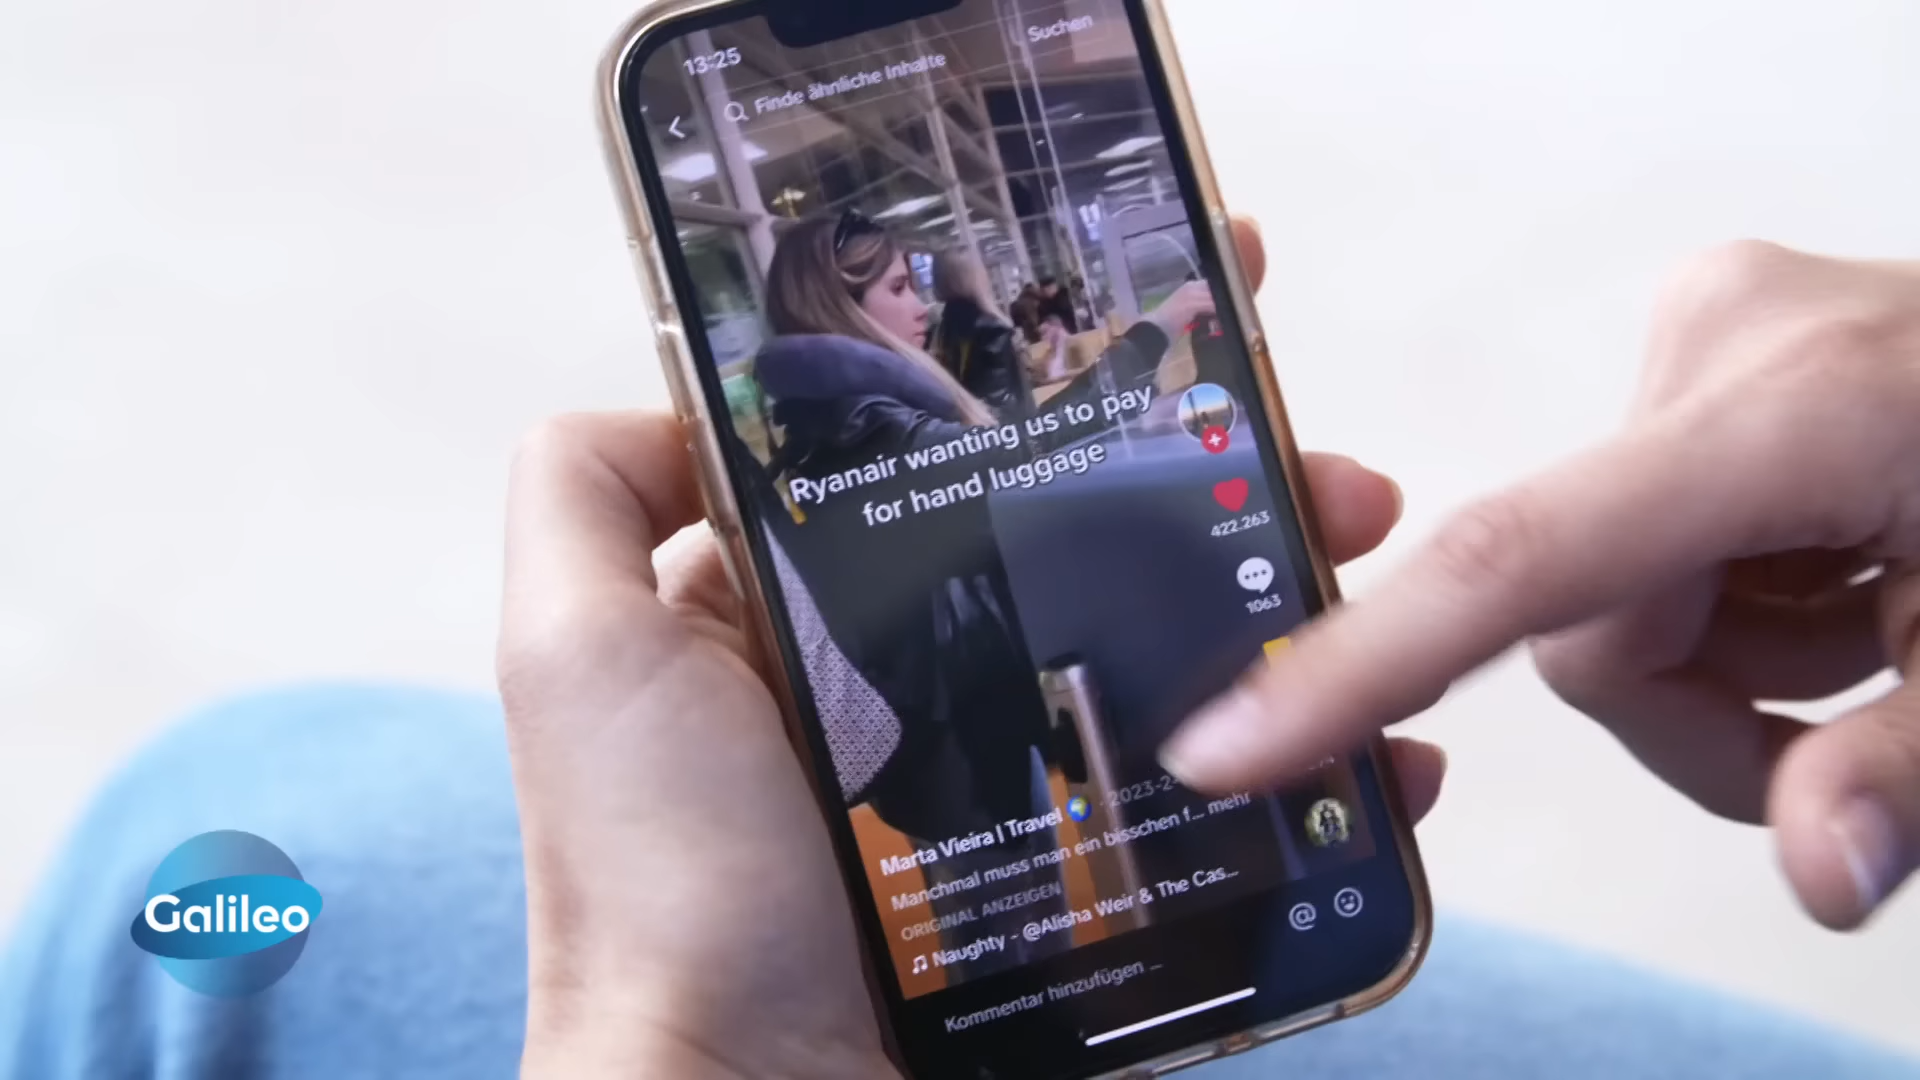 13:25
Suchen
Finde ähnliche Inhalte
Ryanair wanting us to pay
for hand luggage
422.263
1063
Marta Vieira | Travel 🌍 · 2023-2
Manchmal muss man ein bisschen f... mehr
ORIGINAL ANZEIGEN
Naughty - @Alisha Weir & The Cas...
Kommentar hinzufügen ...
Galileo